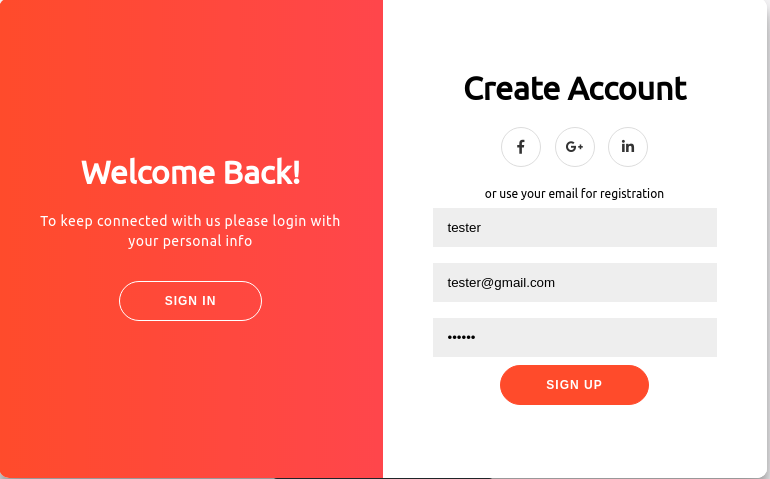 Welcome Back!
To keep connected with us please login with
your personal info
SIGN IN
Create Account
f
G+
in
or use your email for registration
tester
tester@gmail.com
••••••
SIGN UP